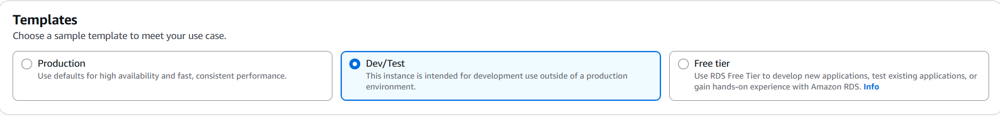 Templates
Choose a sample template to meet your use case.
Production
Use defaults for high availability and fast, consistent performance.
Dev/Test
This instance is intended for development use outside of a production
environment.
Free tier
Use RDS Free Tier to develop new applications, test existing applications, or
gain hands-on experience with Amazon RDS. Info